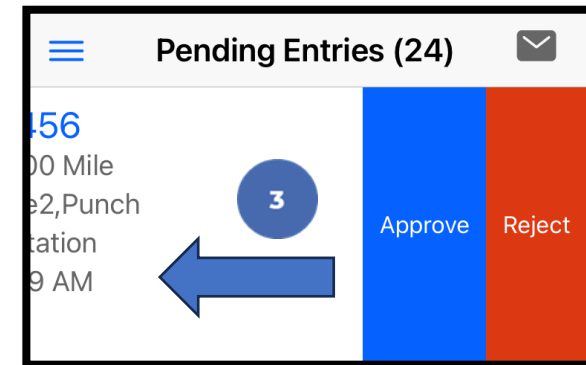 Pending Entries (24)
456
00 Mile
e2,Punch
tation
9 AM
3
Approve
Reject